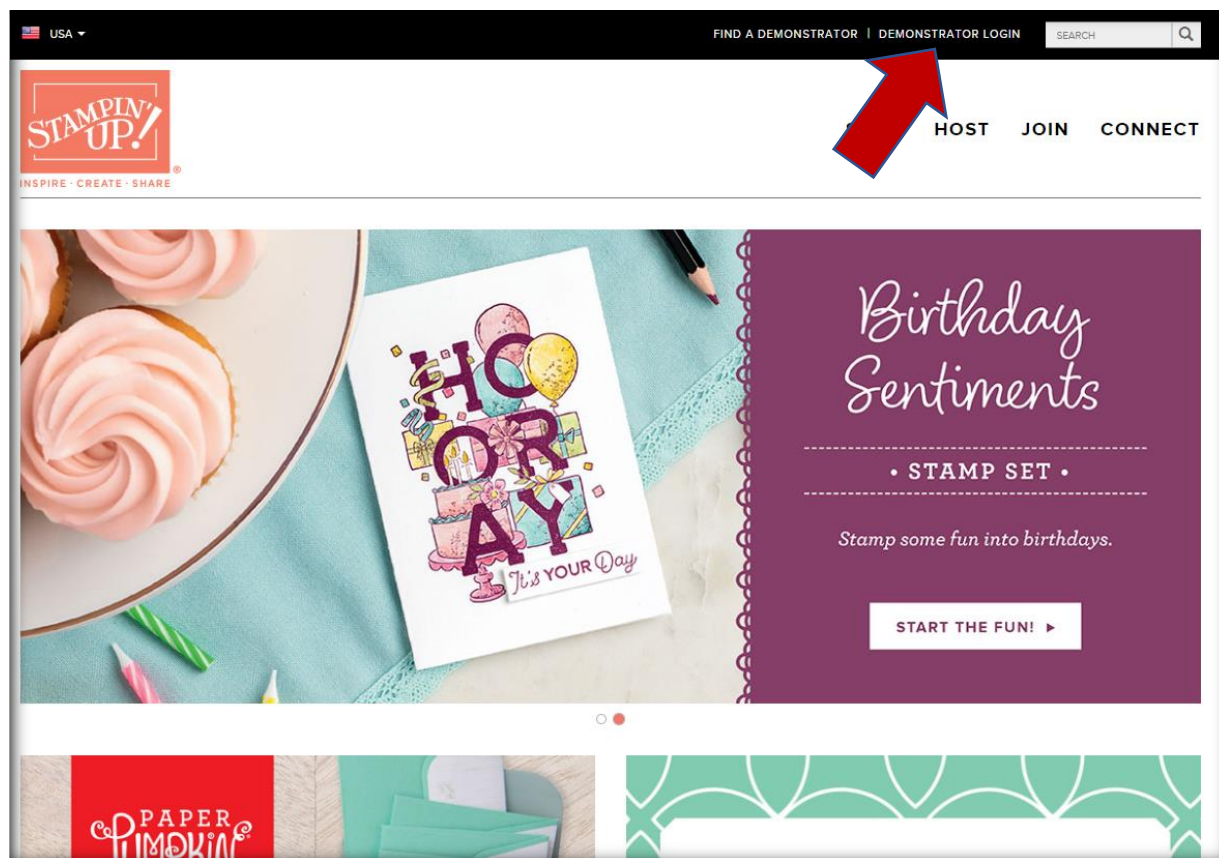 USA
FIND A DEMONSTRATOR | DEMONSTRATOR LOGIN
SEARCH
STAMPIN'
UP!
®
INSPIRE · CREATE · SHARE
HOST JOIN CONNECT
HO
OR
AY
It's YOUR Day
Birthday
Sentiments
• STAMP SET •
Stamp some fun into birthdays.
START THE FUN! ▸
PAPER
PUMPKIN